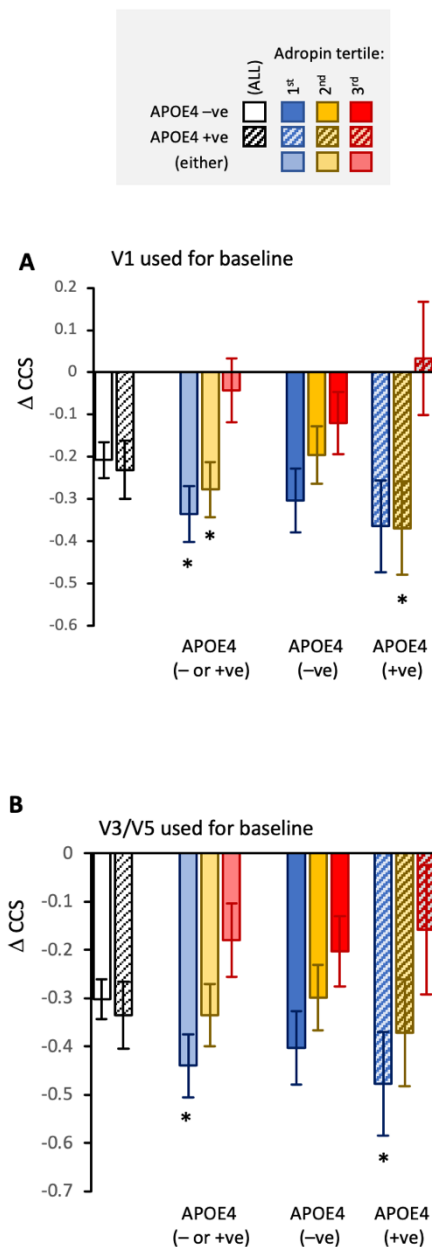 Adropin tertile:
(ALL) 1st 2nd 3rd
APOE4 –ve
APOE4 +ve
(either)
A
V1 used for baseline
Δ CCS
0.2
0.1
0
-0.1
-0.2
-0.3
-0.4
-0.5
-0.6
* * *
APOE4 APOE4 APOE4
(– or +ve) (–ve) (+ve)
B
V3/V5 used for baseline
Δ CCS
0
-0.1
-0.2
-0.3
-0.4
-0.5
-0.6
-0.7
* *
APOE4 APOE4 APOE4
(– or +ve) (–ve) (+ve)